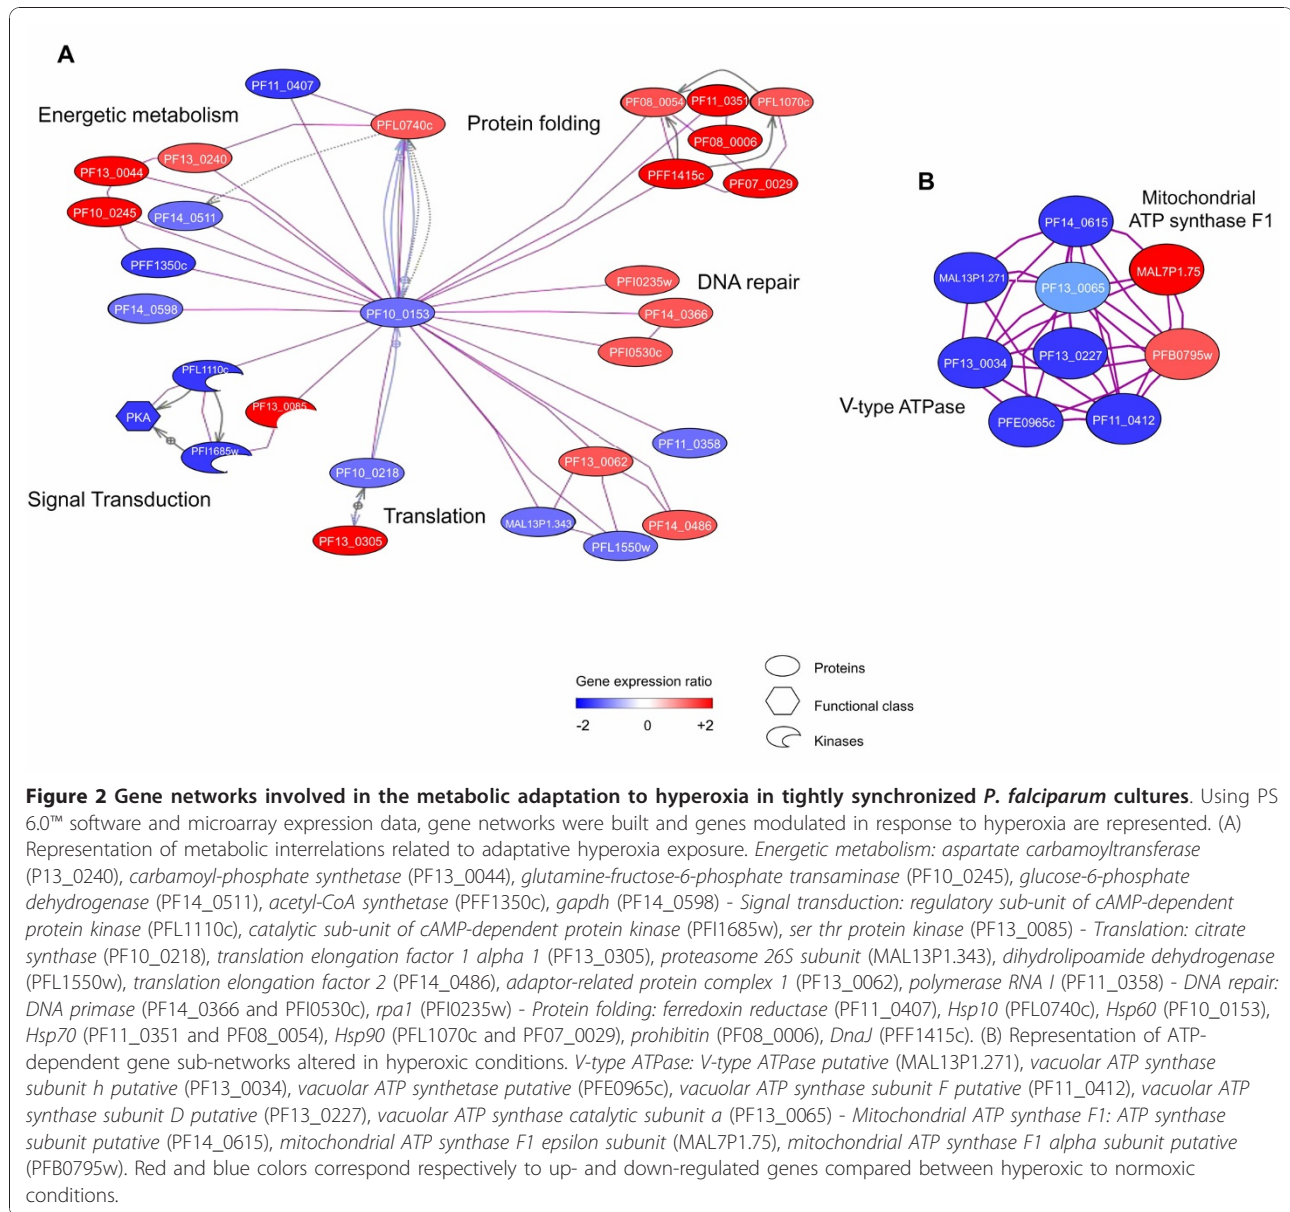 A
PF11_0407
Energetic metabolism
PFL0740c
PF13_0240
PF13_0044
PF10_0245
PF14_0511
PFF1350c
PF14_0598
PF10_0153
Protein folding
PF08_0054
PF11_0351
PFL1070c
PF08_0006
PFF1415c
PF07_0029
DNA repair
PFI0235w
PF14_0366
PFI0530c
PFL1110c
PKA
PF13_0085
PFI1685w
Signal Transduction
PF10_0218
Translation
PF13_0305
PF11_0358
PF13_0062
MAL13P1.343
PF14_0486
PFL1550w
B
Mitochondrial
ATP synthase F1
PF14_0615
MAL13P1.271
PF13_0065
MAL7P1.75
PF13_0034
PF13_0227
PFB0795w
V-type ATPase
PFE0965c
PF11_0412
Gene expression ratio
-2 0 +2
Proteins
Functional class
Kinases
Figure 2 Gene networks involved in the metabolic adaptation to hyperoxia in tightly synchronized P. falciparum cultures. Using PS
6.0™ software and microarray expression data, gene networks were built and genes modulated in response to hyperoxia are represented. (A)
Representation of metabolic interrelations related to adaptative hyperoxia exposure. Energetic metabolism: aspartate carbamoyltransferase
(P13_0240), carbamoyl-phosphate synthetase (PF13_0044), glutamine-fructose-6-phosphate transaminase (PF10_0245), glucose-6-phosphate
dehydrogenase (PF14_0511), acetyl-CoA synthetase (PFF1350c), gapdh (PF14_0598) - Signal transduction: regulatory sub-unit of cAMP-dependent
protein kinase (PFL1110c), catalytic sub-unit of cAMP-dependent protein kinase (PFI1685w), ser thr protein kinase (PF13_0085) - Translation: citrate
synthase (PF10_0218), translation elongation factor 1 alpha 1 (PF13_0305), proteasome 26S subunit (MAL13P1.343), dihydrolipoamide dehydrogenase
(PFL1550w), translation elongation factor 2 (PF14_0486), adaptor-related protein complex 1 (PF13_0062), polymerase RNA I (PF11_0358) - DNA repair:
DNA primase (PF14_0366 and PFI0530c), rpa1 (PFI0235w) - Protein folding: ferredoxin reductase (PF11_0407), Hsp10 (PFL0740c), Hsp60 (PF10_0153),
Hsp70 (PF11_0351 and PF08_0054), Hsp90 (PFL1070c and PF07_0029), prohibitin (PF08_0006), DnaJ (PFF1415c). (B) Representation of ATP-
dependent gene sub-networks altered in hyperoxic conditions. V-type ATPase: V-type ATPase putative (MAL13P1.271), vacuolar ATP synthase
subunit h putative (PF13_0034), vacuolar ATP synthetase putative (PFE0965c), vacuolar ATP synthase subunit F putative (PF11_0412), vacuolar ATP
synthase subunit D putative (PF13_0227), vacuolar ATP synthase catalytic subunit a (PF13_0065) - Mitochondrial ATP synthase F1: ATP synthase
subunit putative (PF14_0615), mitochondrial ATP synthase F1 epsilon subunit (MAL7P1.75), mitochondrial ATP synthase F1 alpha subunit putative
(PFB0795w). Red and blue colors correspond respectively to up- and down-regulated genes compared between hyperoxic to normoxic
conditions.